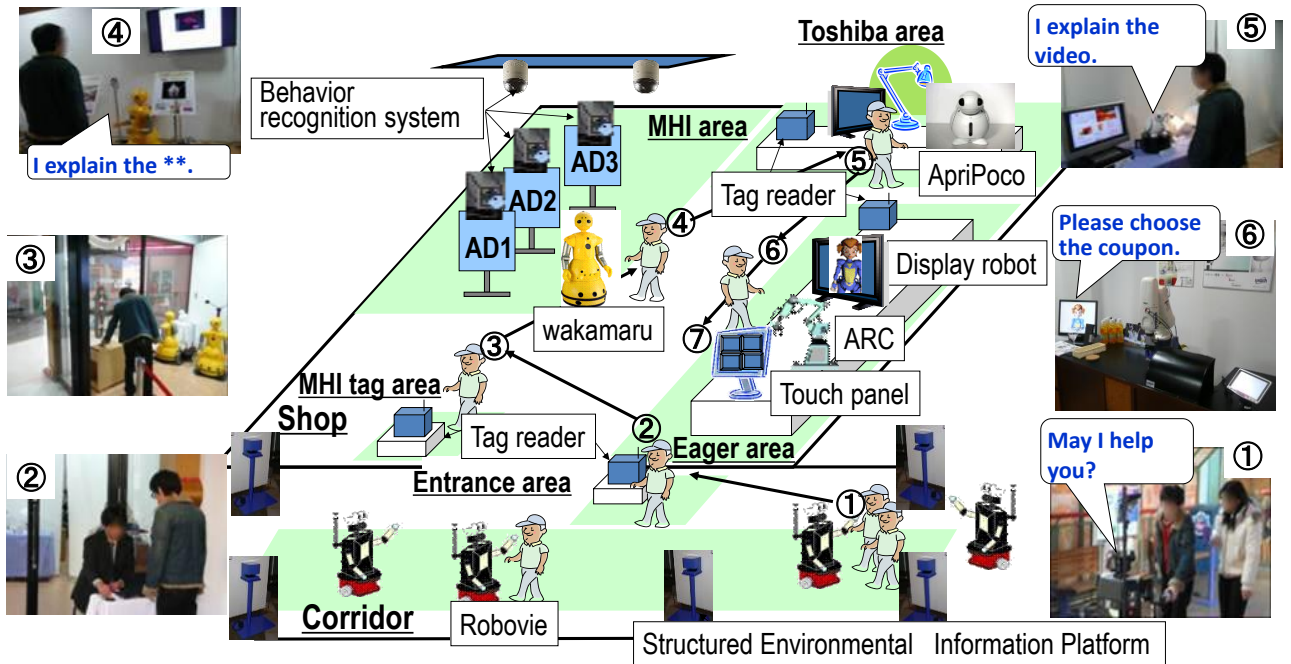 ④
I explain the **.
Behavior
recognition system
Toshiba area
I explain the
video.
⑤
MHI area
AD3
AD2
AD1
⑤
ApriPoco
Tag reader
④
③
⑥
Please choose
the coupon.
⑥
Display robot
wakamaru
⑦
ARC
③
MHI tag area
Touch panel
Shop
②
Tag reader
Eager area
②
Entrance area
May I help
you?
①
①
Corridor
Robovie
Structured Environmental Information Platform